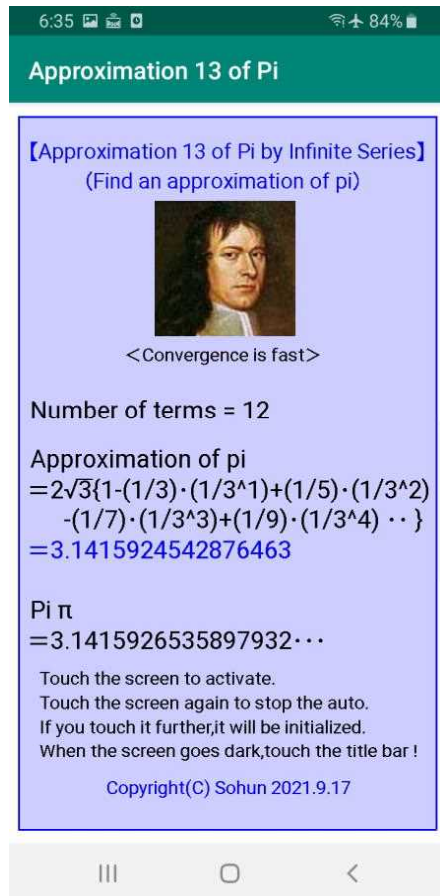 6:35 84%
Approximation 13 of Pi
【Approximation 13 of Pi by Infinite Series】
(Find an approximation of pi)
<Convergence is fast>
Number of terms = 12
Approximation of pi
=2√3{1-(1/3)･(1/3^1)+(1/5)･(1/3^2)
-(1/7)･(1/3^3)+(1/9)･(1/3^4) ･･}
=3.1415924542876463
Pi π
=3.1415926535897932･･･
Touch the screen to activate.
Touch the screen again to stop the auto.
If you touch it further,it will be initialized.
When the screen goes dark,touch the title bar !
Copyright(C) Sohun 2021.9.17